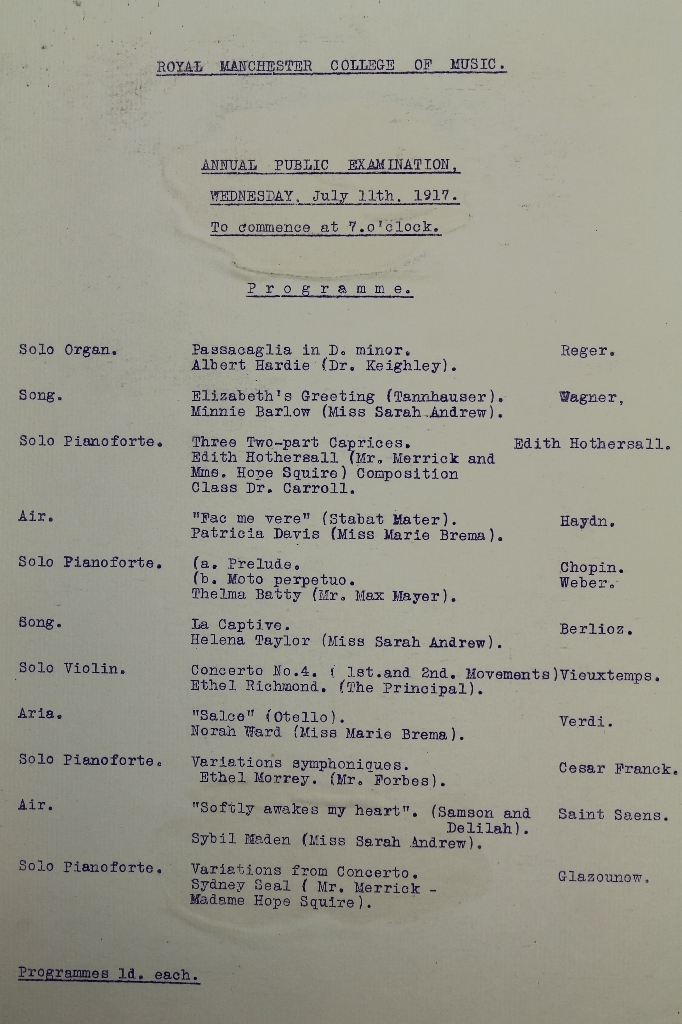 ROYAL MANCHESTER COLLEGE OF MUSIC.
ANNUAL PUBLIC EXAMINATION,
WEDNESDAY, July 11th, 1917.
To commence at 7.o'clock.
Programme.
Solo Organ. Passacaglia in D. minor. Reger.
Albert Hardie (Dr. Keighley).
Song. Elizabeth's Greeting (Tannhauser). Wagner,
Minnie Barlow (Miss Sarah Andrew).
Solo Pianoforte. Three Two-part Caprices. Edith Hothersall.
Edith Hothersall (Mr. Merrick and
Mme. Hope Squire) Composition
Class Dr. Carroll.
Air. "Fac me vere" (Stabat Mater). Haydn.
Patricia Davis (Miss Marie Brema).
Solo Pianoforte. (a. Prelude. Chopin.
(b. Moto perpetuo. Weber.
Thelma Batty (Mr. Max Mayer).
Song. La Captive. Berlioz.
Helena Taylor (Miss Sarah Andrew).
Solo Violin. Concerto No.4. ( 1st.and 2nd. Movements)Vieuxtemps.
Ethel Richmond. (The Principal).
Aria. "Salce" (Otello). Verdi.
Norah Ward (Miss Marie Brema).
Solo Pianoforte. Variations symphoniques. Cesar Franck.
Ethel Morrey. (Mr. Forbes).
Air. "Softly awakes my heart". (Samson and Saint Saens.
Delilah).
Sybil Maden (Miss Sarah Andrew).
Solo Pianoforte. Variations from Concerto. Glazounow.
Sydney Seal ( Mr. Merrick -
Madame Hope Squire).
Programmes 1d. each.